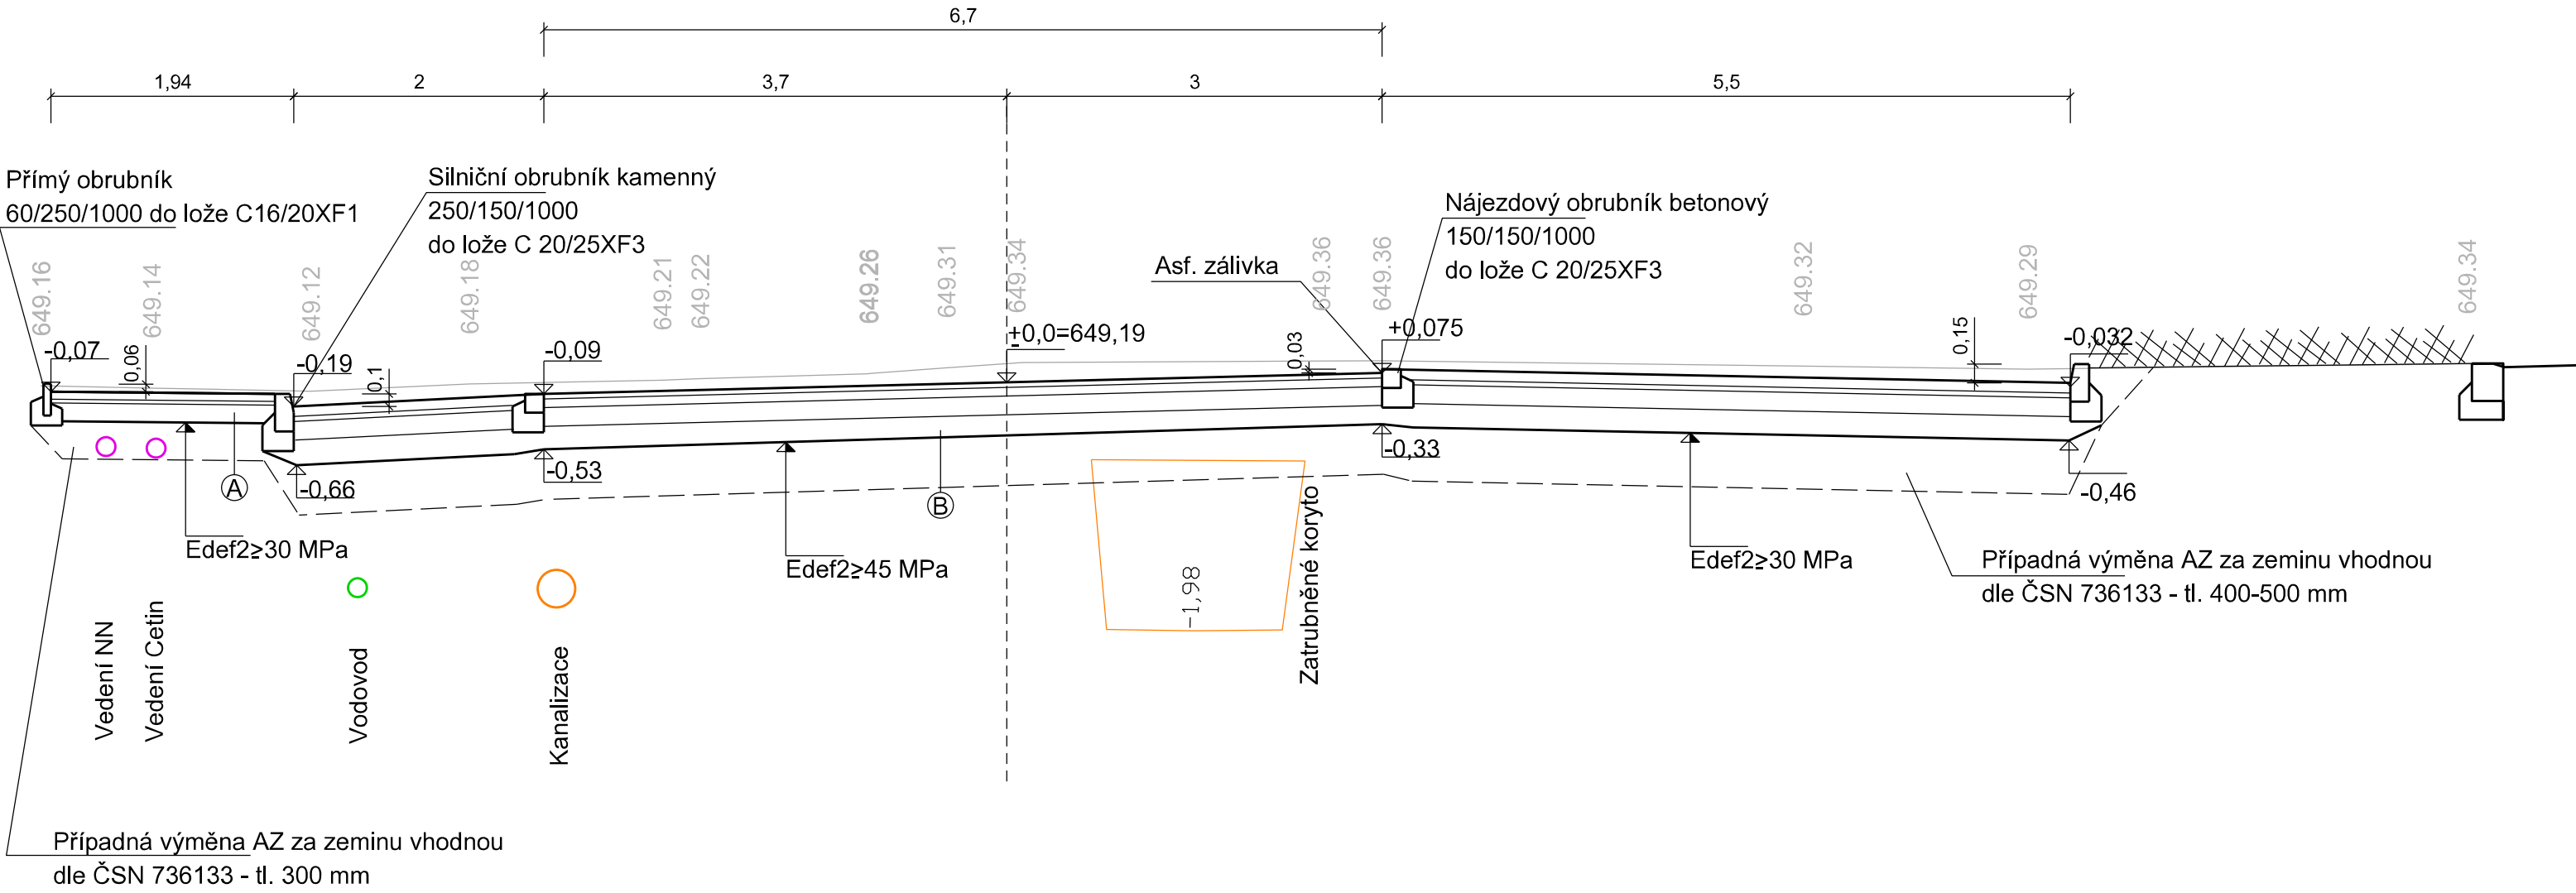 6,7
1,94
2
3,7
3
5,5
Přímý obrubník
60/250/1000 do lože C16/20XF1
Silniční obrubník kamenný
250/150/1000
do lože C 20/25XF3
Nájezdový obrubník betonový
150/150/1000
do lože C 20/25XF3
Asf. zálivka
649.16
649.14
649.12
649.18
649.21
649.22
649.26
649.31
649.34
649.36
649.36
649.32
649.29
649.34
-0,07
0,06
-0,19
0,1
-0,09
±0,0=649,19
0,03
+0,075
0,15
-0,032
-0,66
-0,53
-0,33
-0,46
A
B
Edef2≥30 MPa
Edef2≥45 MPa
Edef2≥30 MPa
-1,98
Zatrubněné koryto
Vedení NN
Vedení Cetin
Vodovod
Kanalizace
Případná výměna AZ za zeminu vhodnou
dle ČSN 736133 - tl. 400-500 mm
Případná výměna AZ za zeminu vhodnou
dle ČSN 736133 - tl. 300 mm